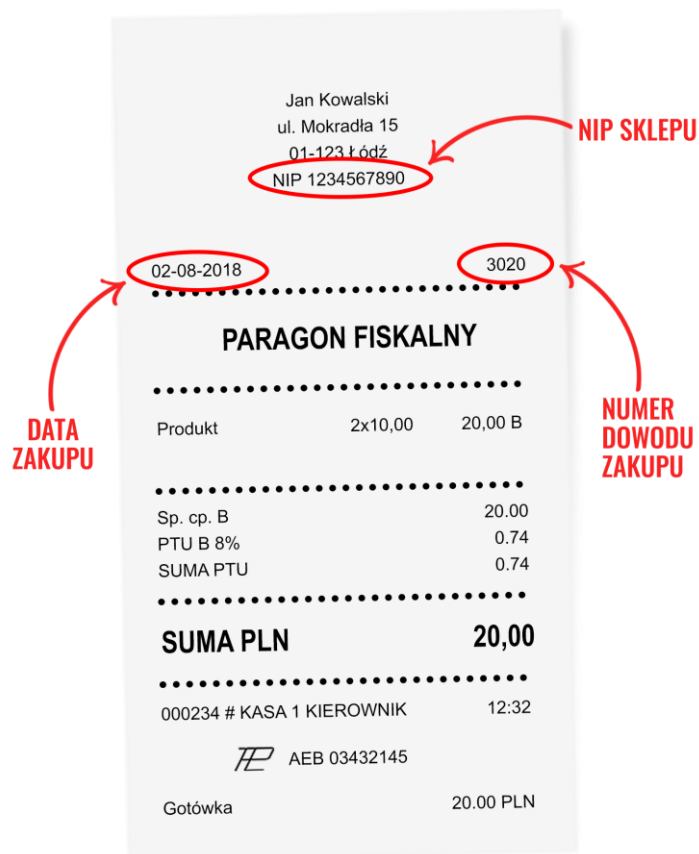 Jan Kowalski
ul. Mokradła 15
01-123 Łódź
NIP 1234567890
NIP SKLEPU
02-08-2018 3020
PARAGON FISKALNY
Produkt 2x10,00 20,00 B
DATA
ZAKUPU
NUMER
DOWODU
ZAKUPU
Sp. cp. B 20.00
PTU B 8% 0.74
SUMA PTU 0.74
SUMA PLN 20,00
000234 # KASA 1 KIEROWNIK 12:32
AEB 03432145
Gotówka 20.00 PLN